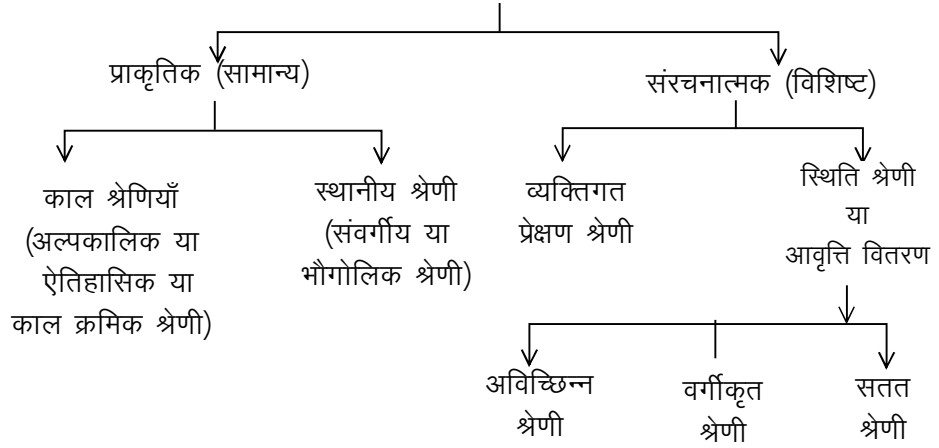 प्राकृतिक (सामान्य)
संरचनात्मक (विशिष्ट)
काल श्रेणियाँ
(अल्पकालिक या
ऐतिहासिक या
काल क्रमिक श्रेणी)
स्थानीय श्रेणी
(संवर्गीय या
भौगोलिक श्रेणी)
व्यक्तिगत
प्रेक्षण श्रेणी
स्थिति श्रेणी
या
आवृत्ति वितरण
अविच्छिन्न
श्रेणी
वर्गीकृत
श्रेणी
सतत
श्रेणी